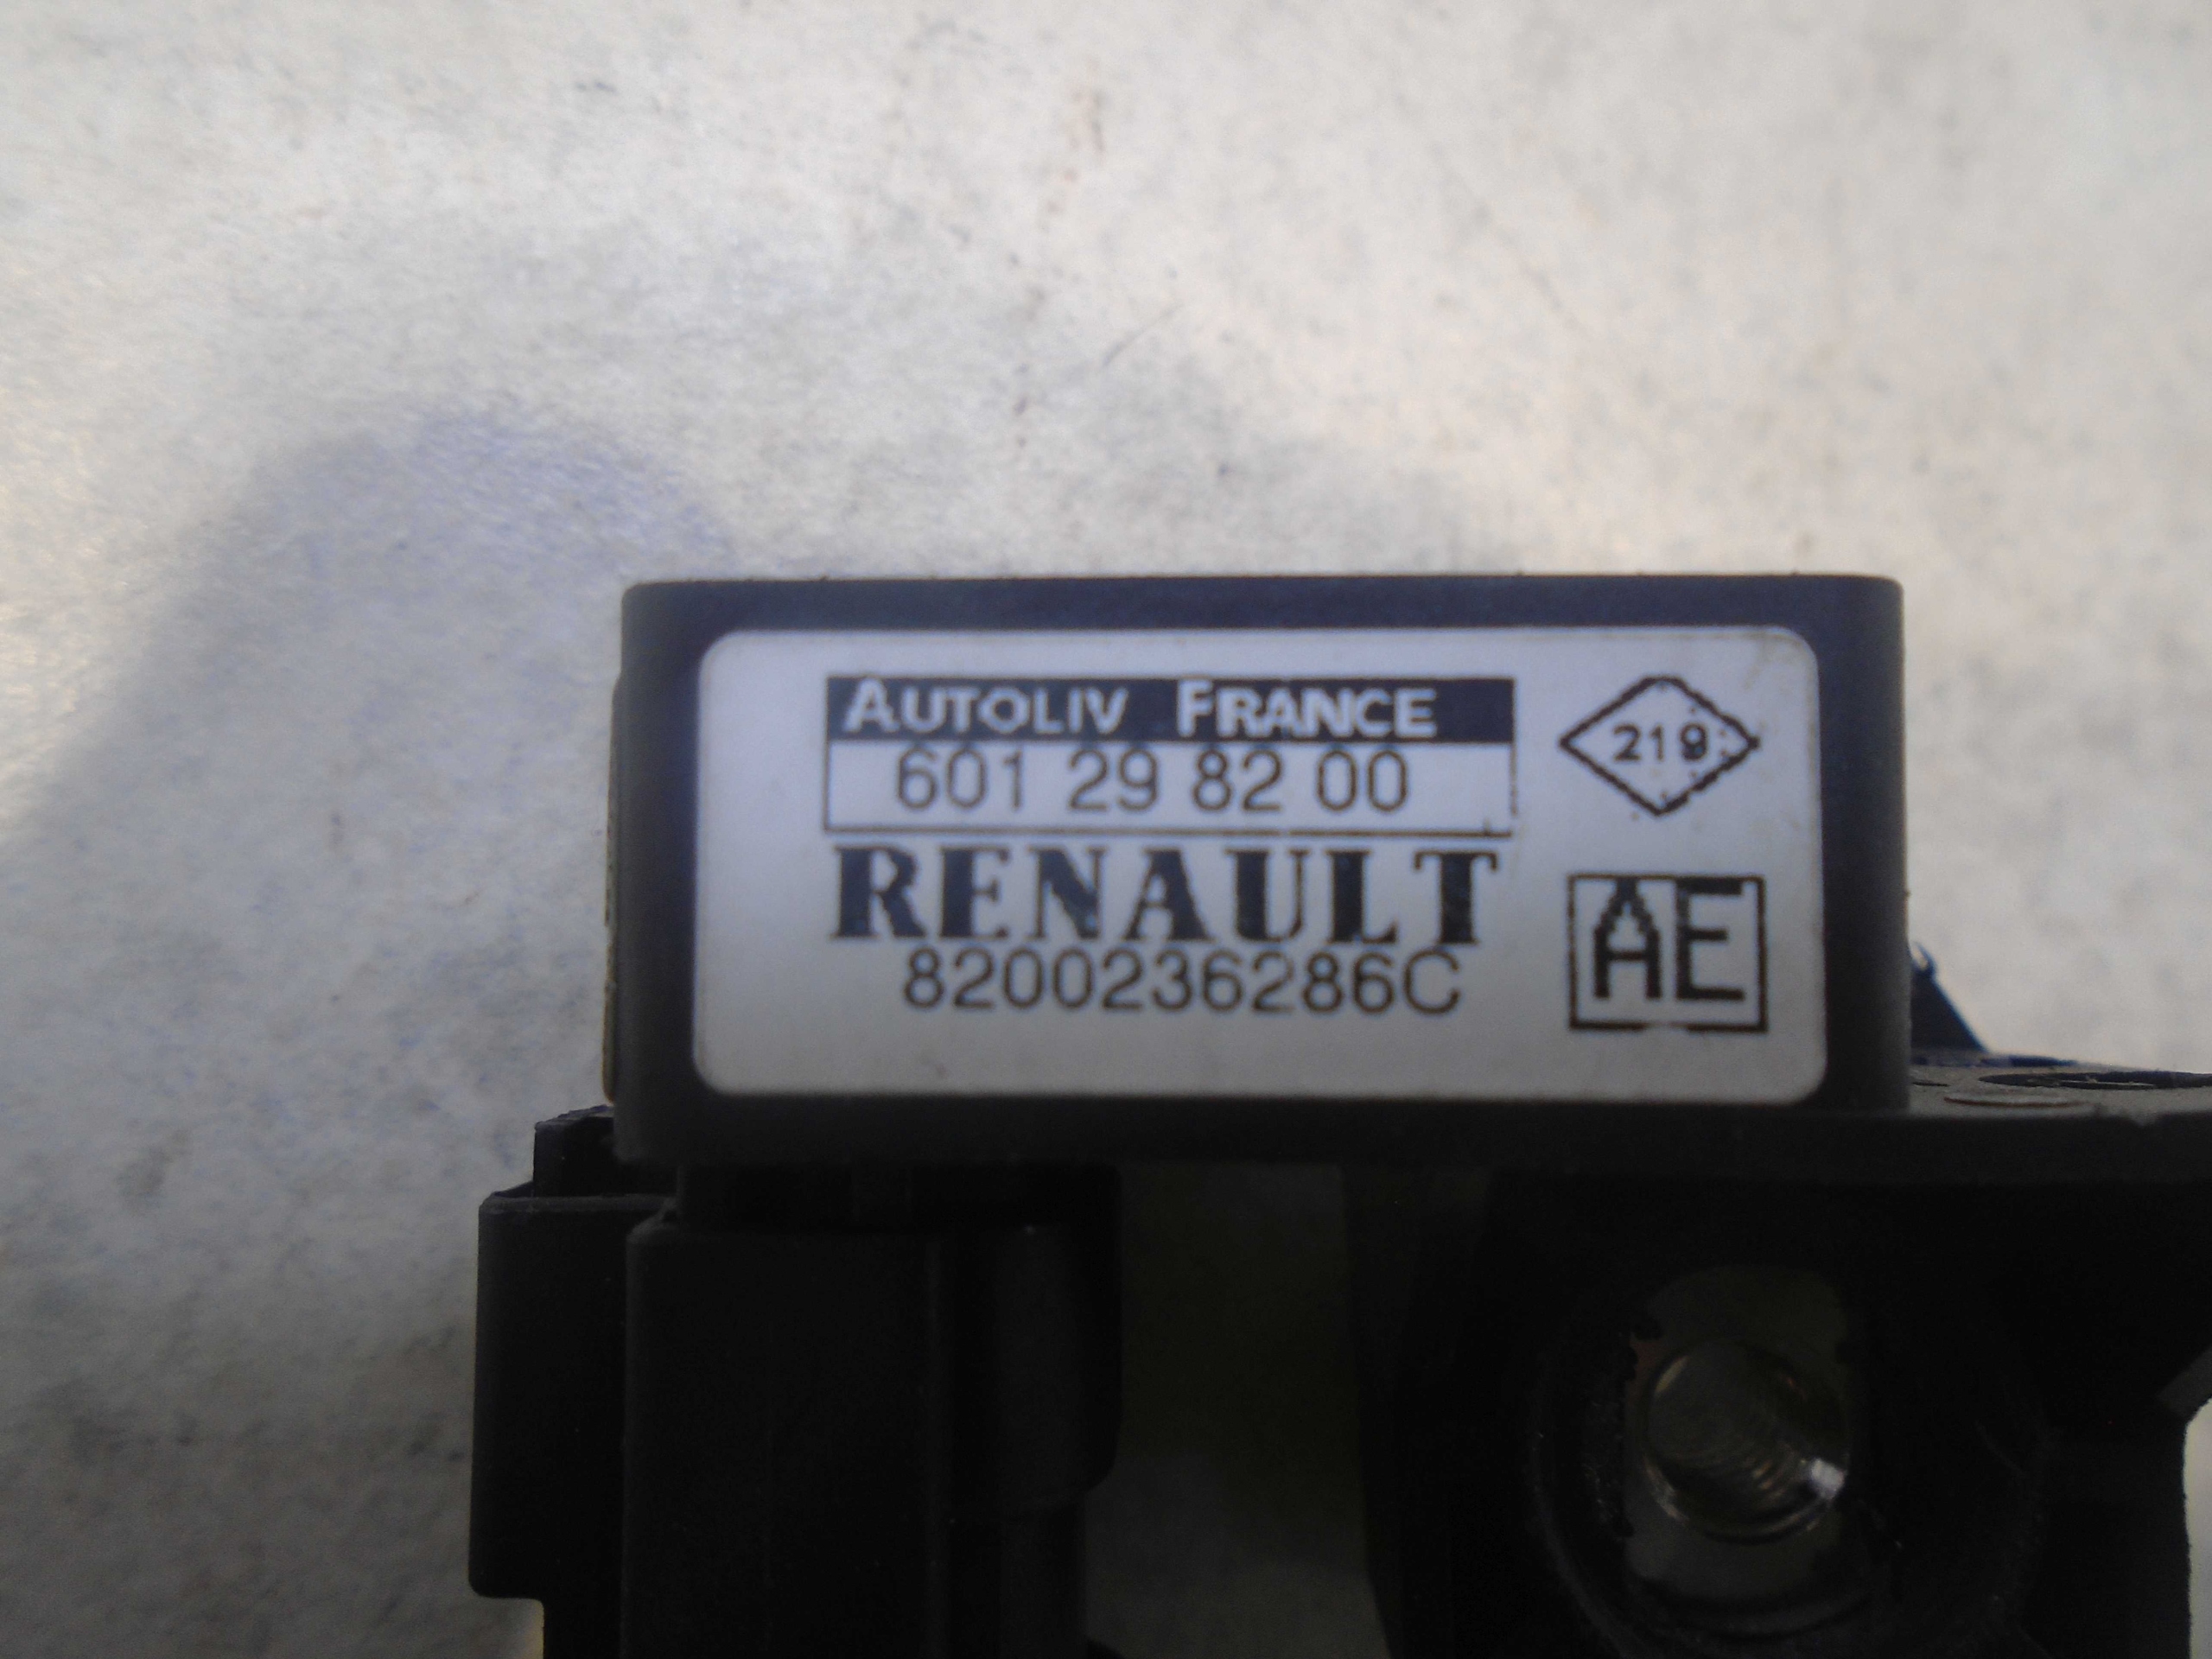 AUTOLIV FRANCE
601 29 82 00
219
RENAULT
8200236286C
AE